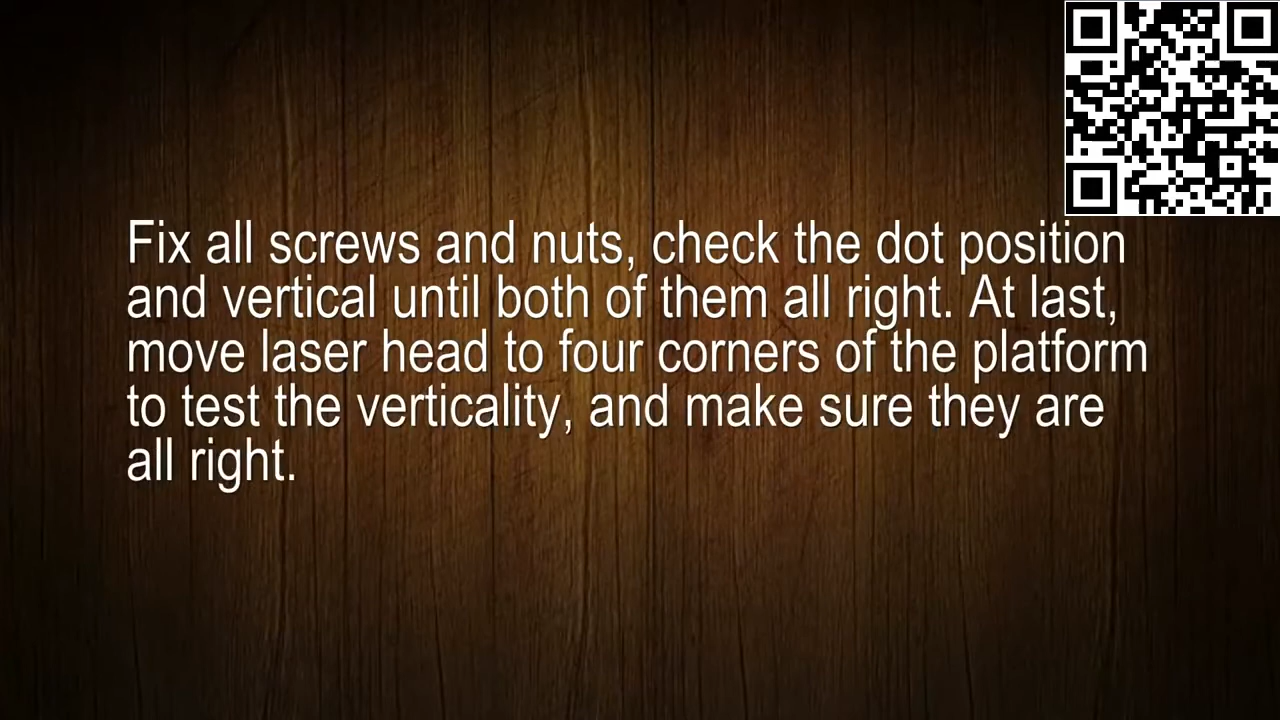 Fix all screws and nuts, check the dot position
and vertical until both of them all right. At last,
move laser head to four corners of the platform
to test the verticality, and make sure they are
all right.